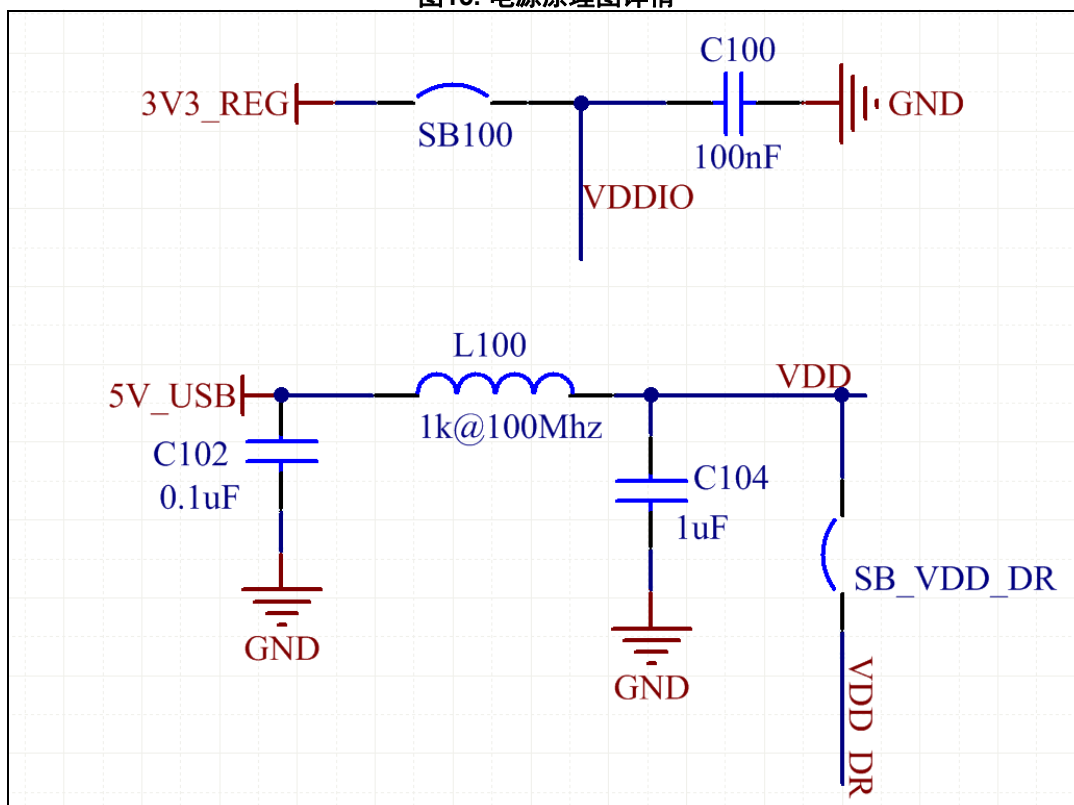 C100
3V3_REG
GND
SB100
100nF
VDDIO
L100
VDD
5V_USB
1k@100Mhz
C102
0.1uF
C104
1uF
SB_VDD_DR
GND
GND
VDD_DR